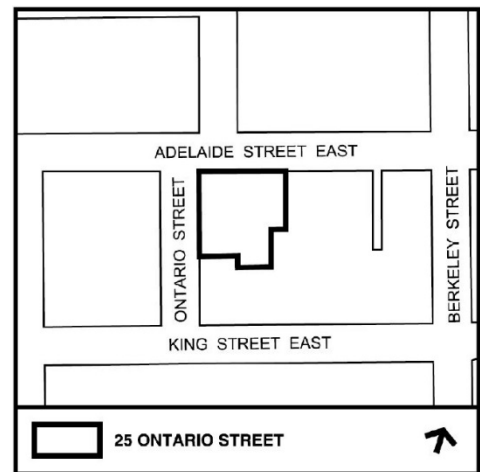 ADELAIDE STREET EAST
ONTARIO STREET
BERKELEY STREET
KING STREET EAST
25 ONTARIO STREET